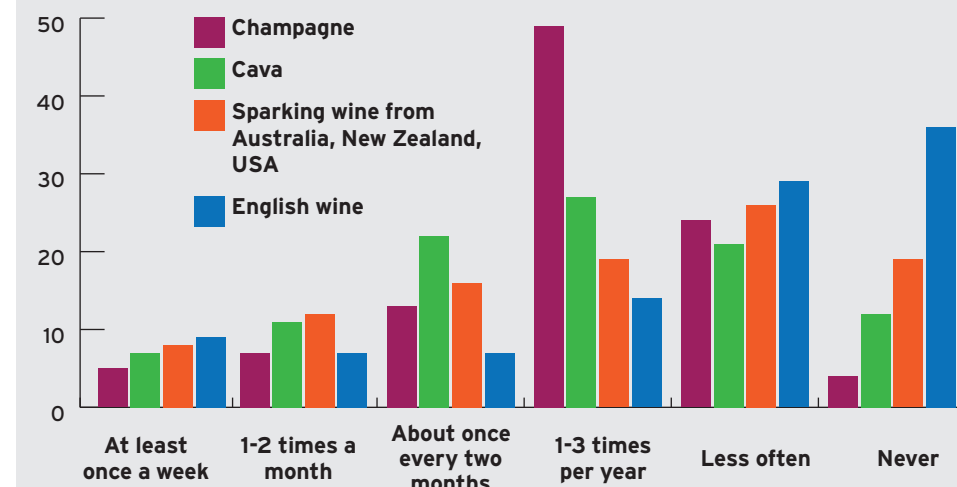 50
40
30
20
10
0
Champagne
Cava
Sparking wine from
Australia, New Zealand,
USA
English wine
At least
once a week
1-2 times a
month
About once
every two
months
1-3 times
per year
Less often
Never